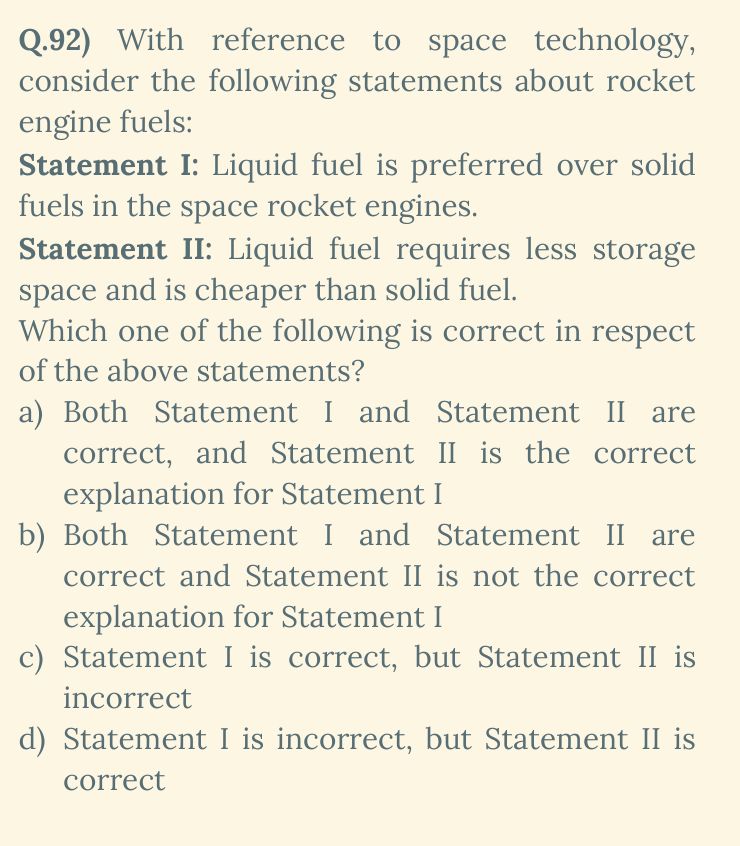 Q.92) With reference to space technology,
consider the following statements about rocket
engine fuels:
Statement I: Liquid fuel is preferred over solid
fuels in the space rocket engines.
Statement II: Liquid fuel requires less storage
space and is cheaper than solid fuel.
Which one of the following is correct in respect
of the above statements?
a) Both Statement I and Statement II are
correct, and Statement II is the correct
explanation for Statement I
b) Both Statement I and Statement II are
correct and Statement II is not the correct
explanation for Statement I
c) Statement I is correct, but Statement II is
incorrect
d) Statement I is incorrect, but Statement II is
correct